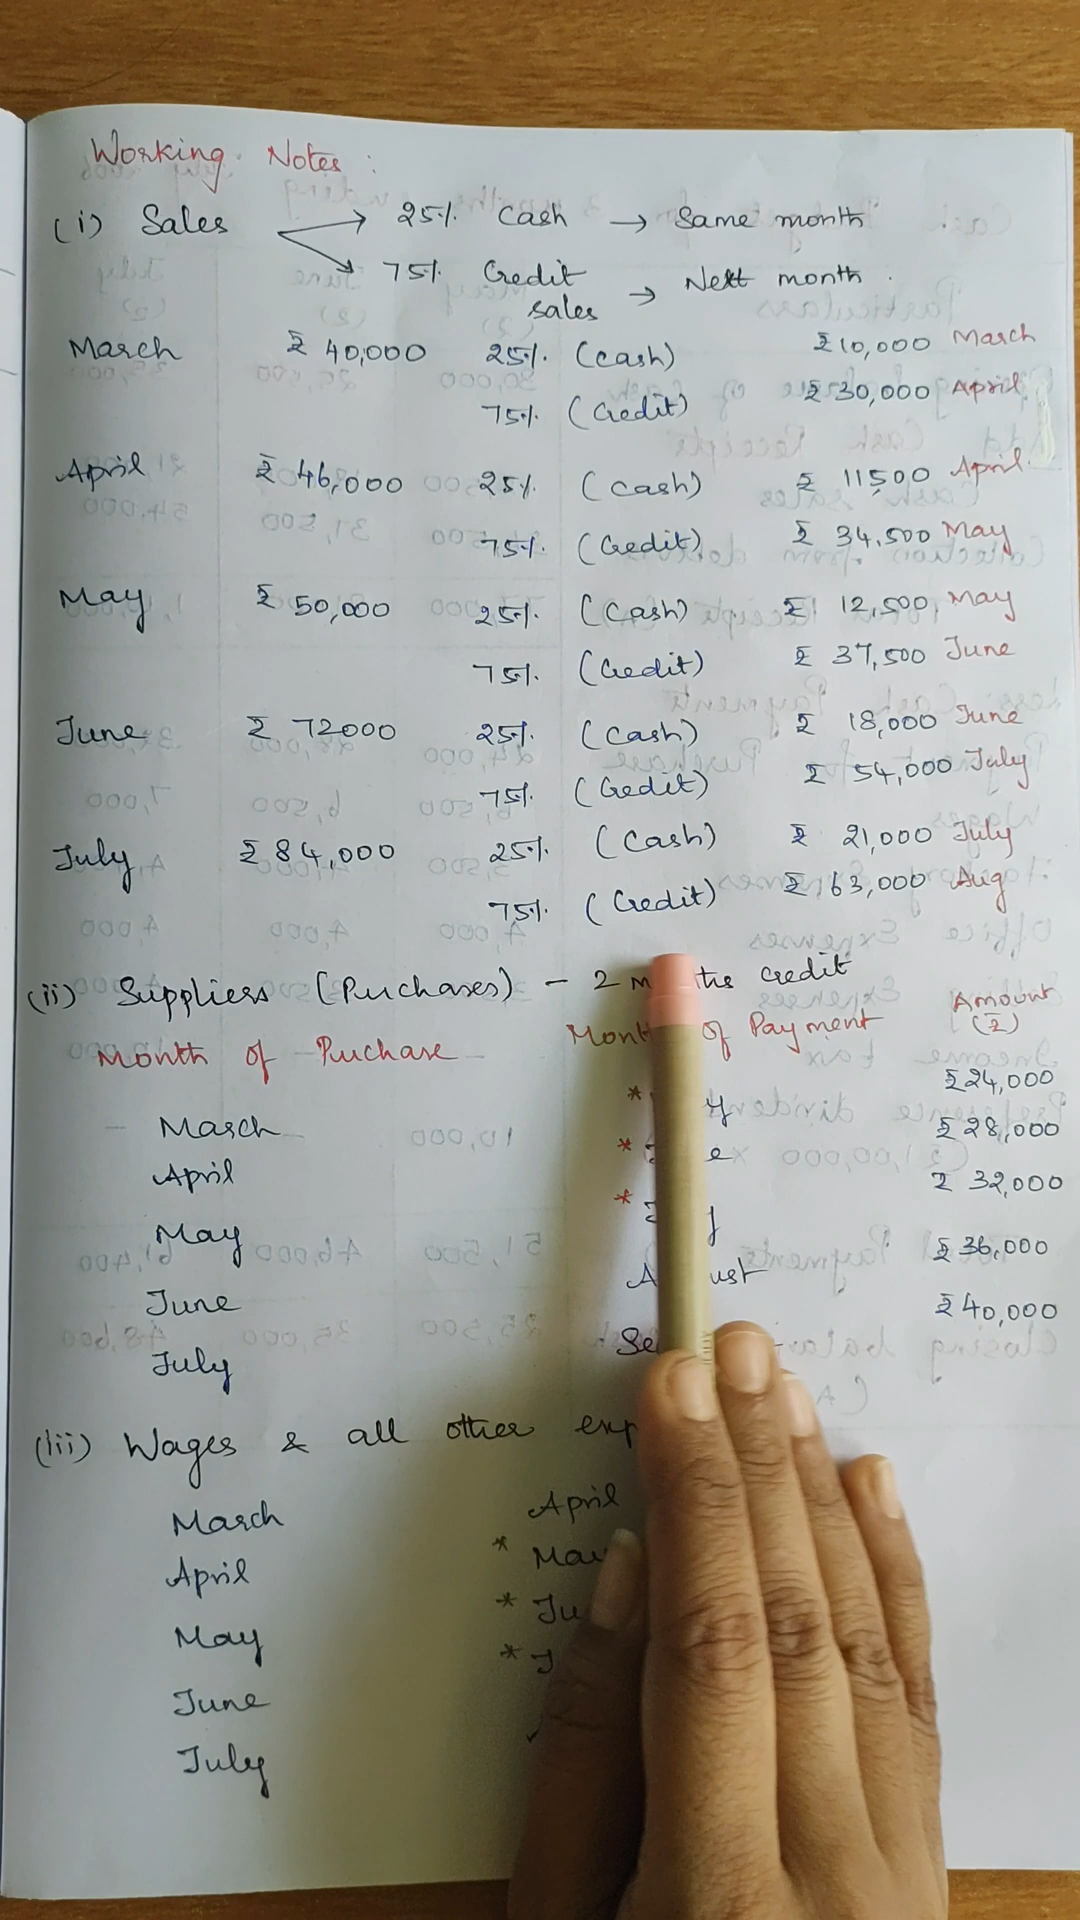 Working Notes :
(i) Sales → 25% Cash → Same month
→ 75% Credit sales → Next month.
March ₹ 40,000 25% (Cash) ₹10,000 March
75% (Credit) ₹ 30,000 April
April ₹ 46,000 25% (Cash) ₹ 11500 April.
75% (Credit) ₹ 34,500 May
May ₹ 50,000 25% (Cash) ₹ 12,500 May
75% (Credit) ₹ 37,500 June
June ₹ 72000 25% (Cash) ₹ 18,000 June
75% (Credit) ₹ 54,000 July
July ₹ 84,000 25% (Cash) ₹ 21,000 July
75% (Credit) ₹ 63,000 Aug
(ii) Suppliers (Purchases) - 2 credit
Month of Puchase of Payment Amount (₹)
March * ₹24,000
April * ₹ 28,000
May * ₹ 32,000
June ₹ 36,000
July ₹ 40,000
(iii) Wages & all other
March April
April *
May *
June *
July